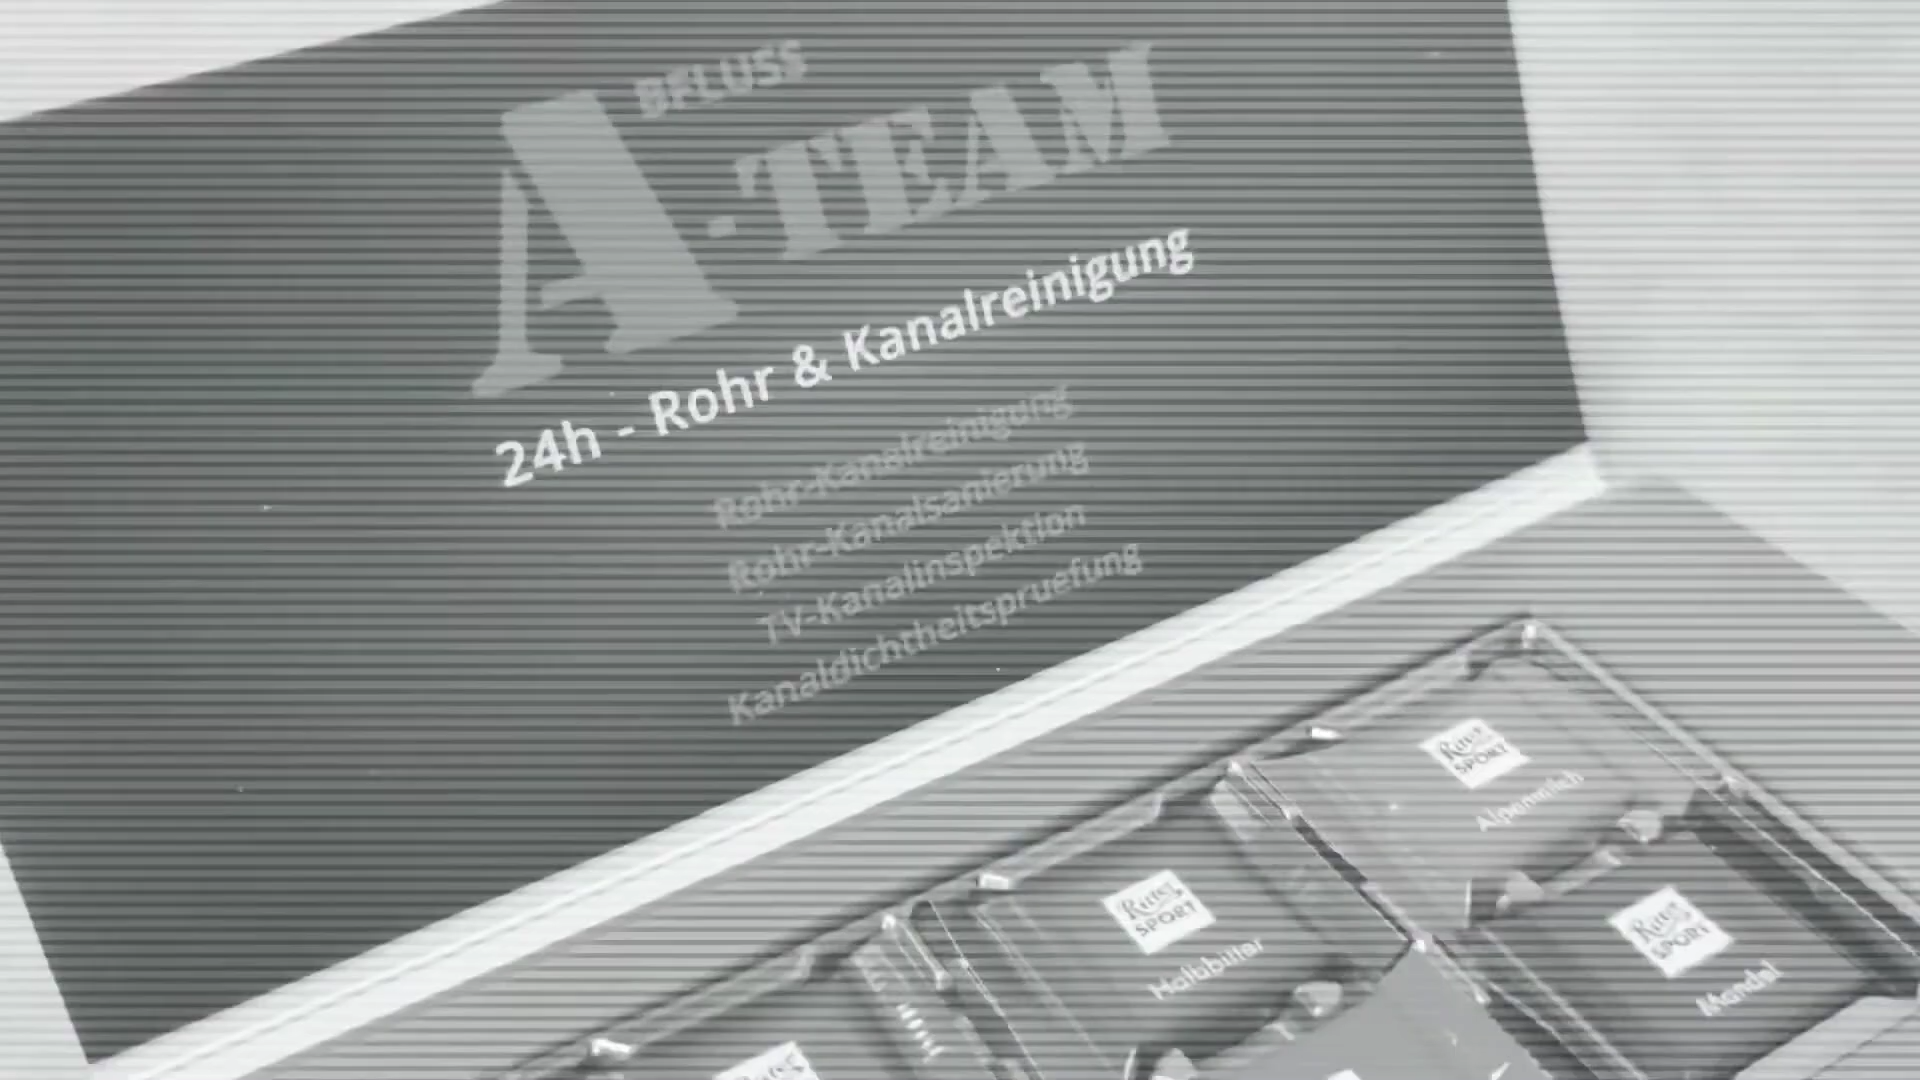 BFLUSS
A-TEAM
24h - Rohr & Kanalreinigung
Rohr-Kanalreinigung
Rohr-Kanalsanierung
TV-Kanalinspektion
Kanaldichtheitspruefung
Ritter
SPORT
Alpenmilch
Ritter
SPORT
Halbbitter
Ritter
SPORT
Mandel
Ritter